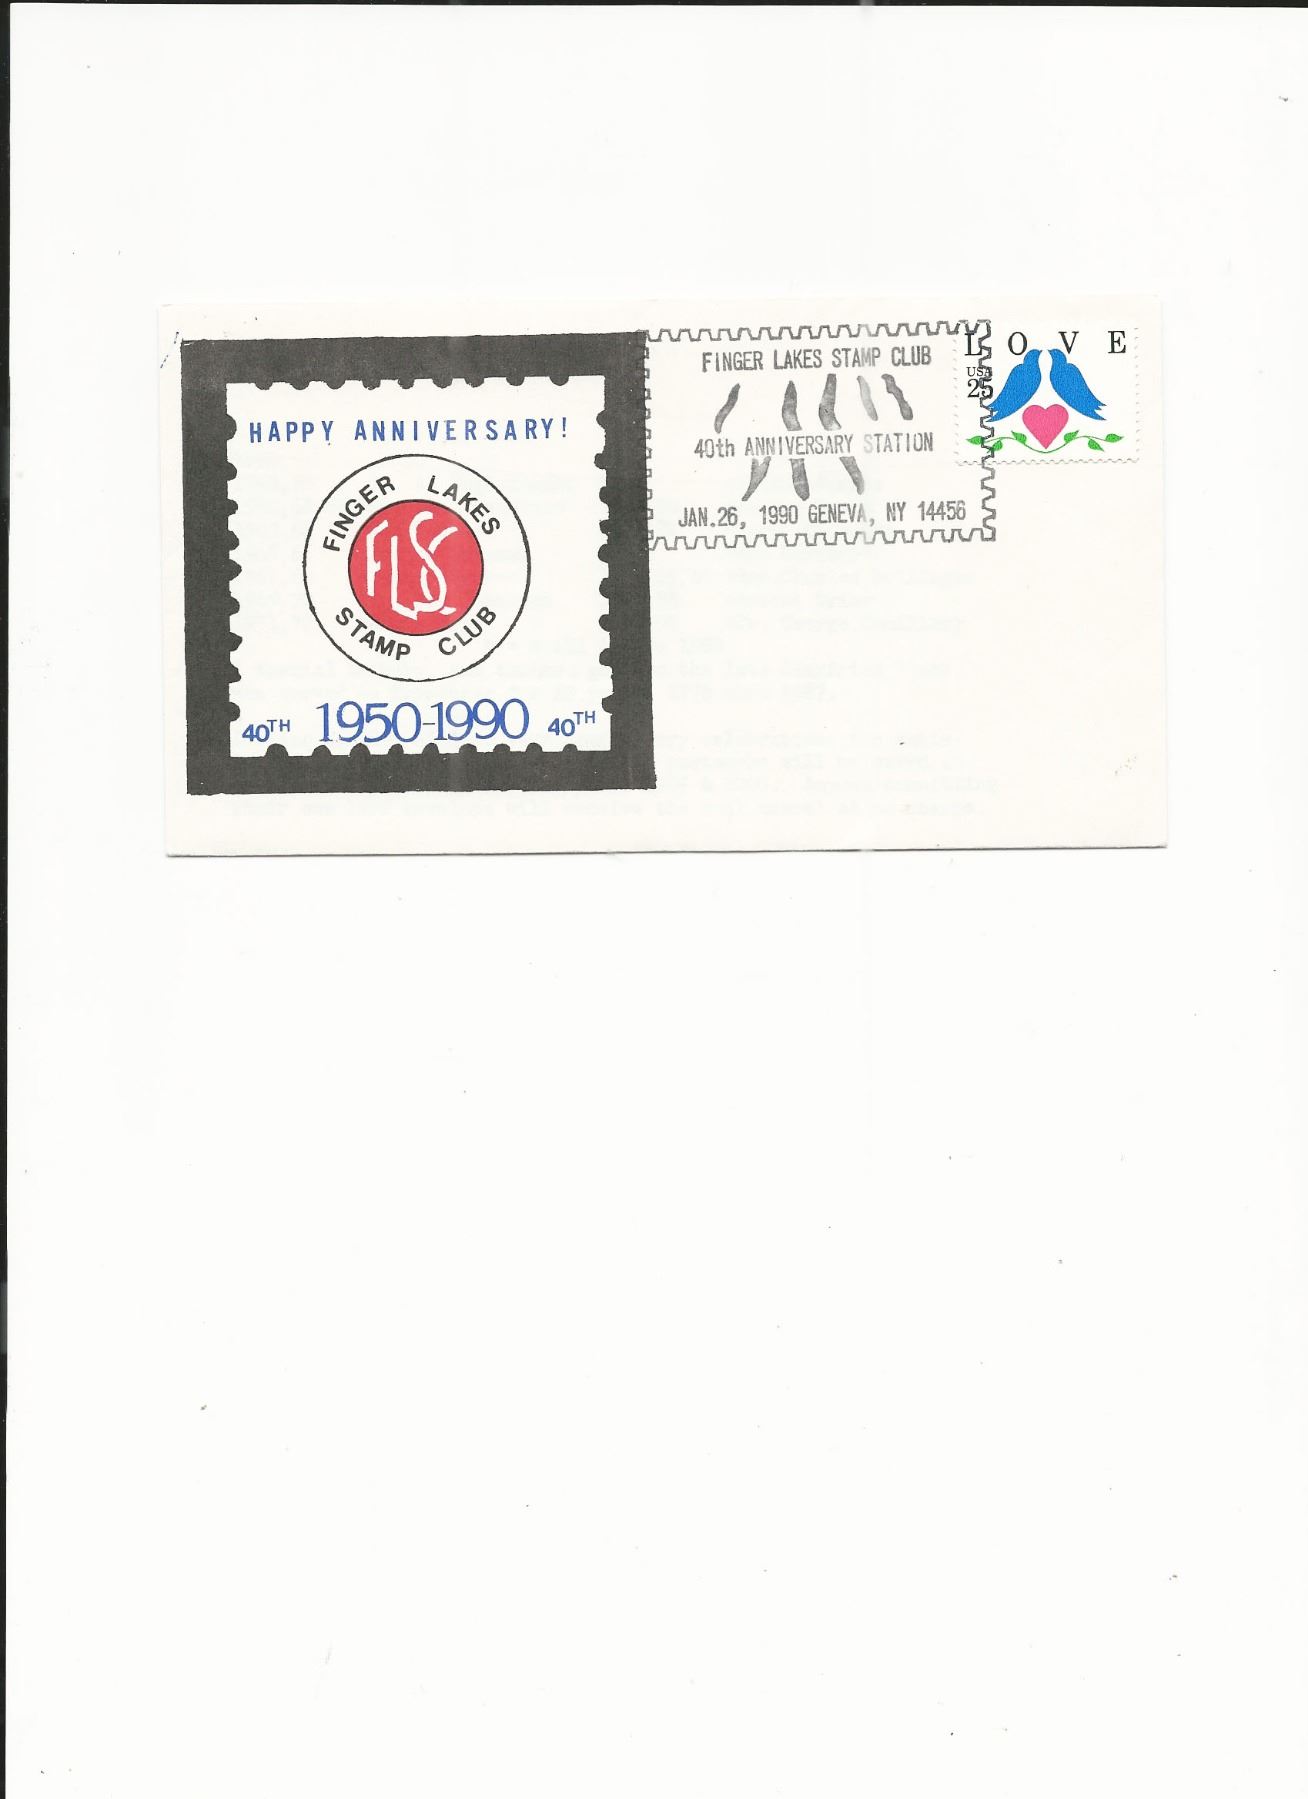 HAPPY ANNIVERSARY!
FINGER LAKES
FLSC
STAMP CLUB
40TH 1950-1990 40TH
FINGER LAKES STAMP CLUB
40th ANNIVERSARY STATION
JAN.26, 1990 GENEVA, NY 14456
LOVE
USA
25